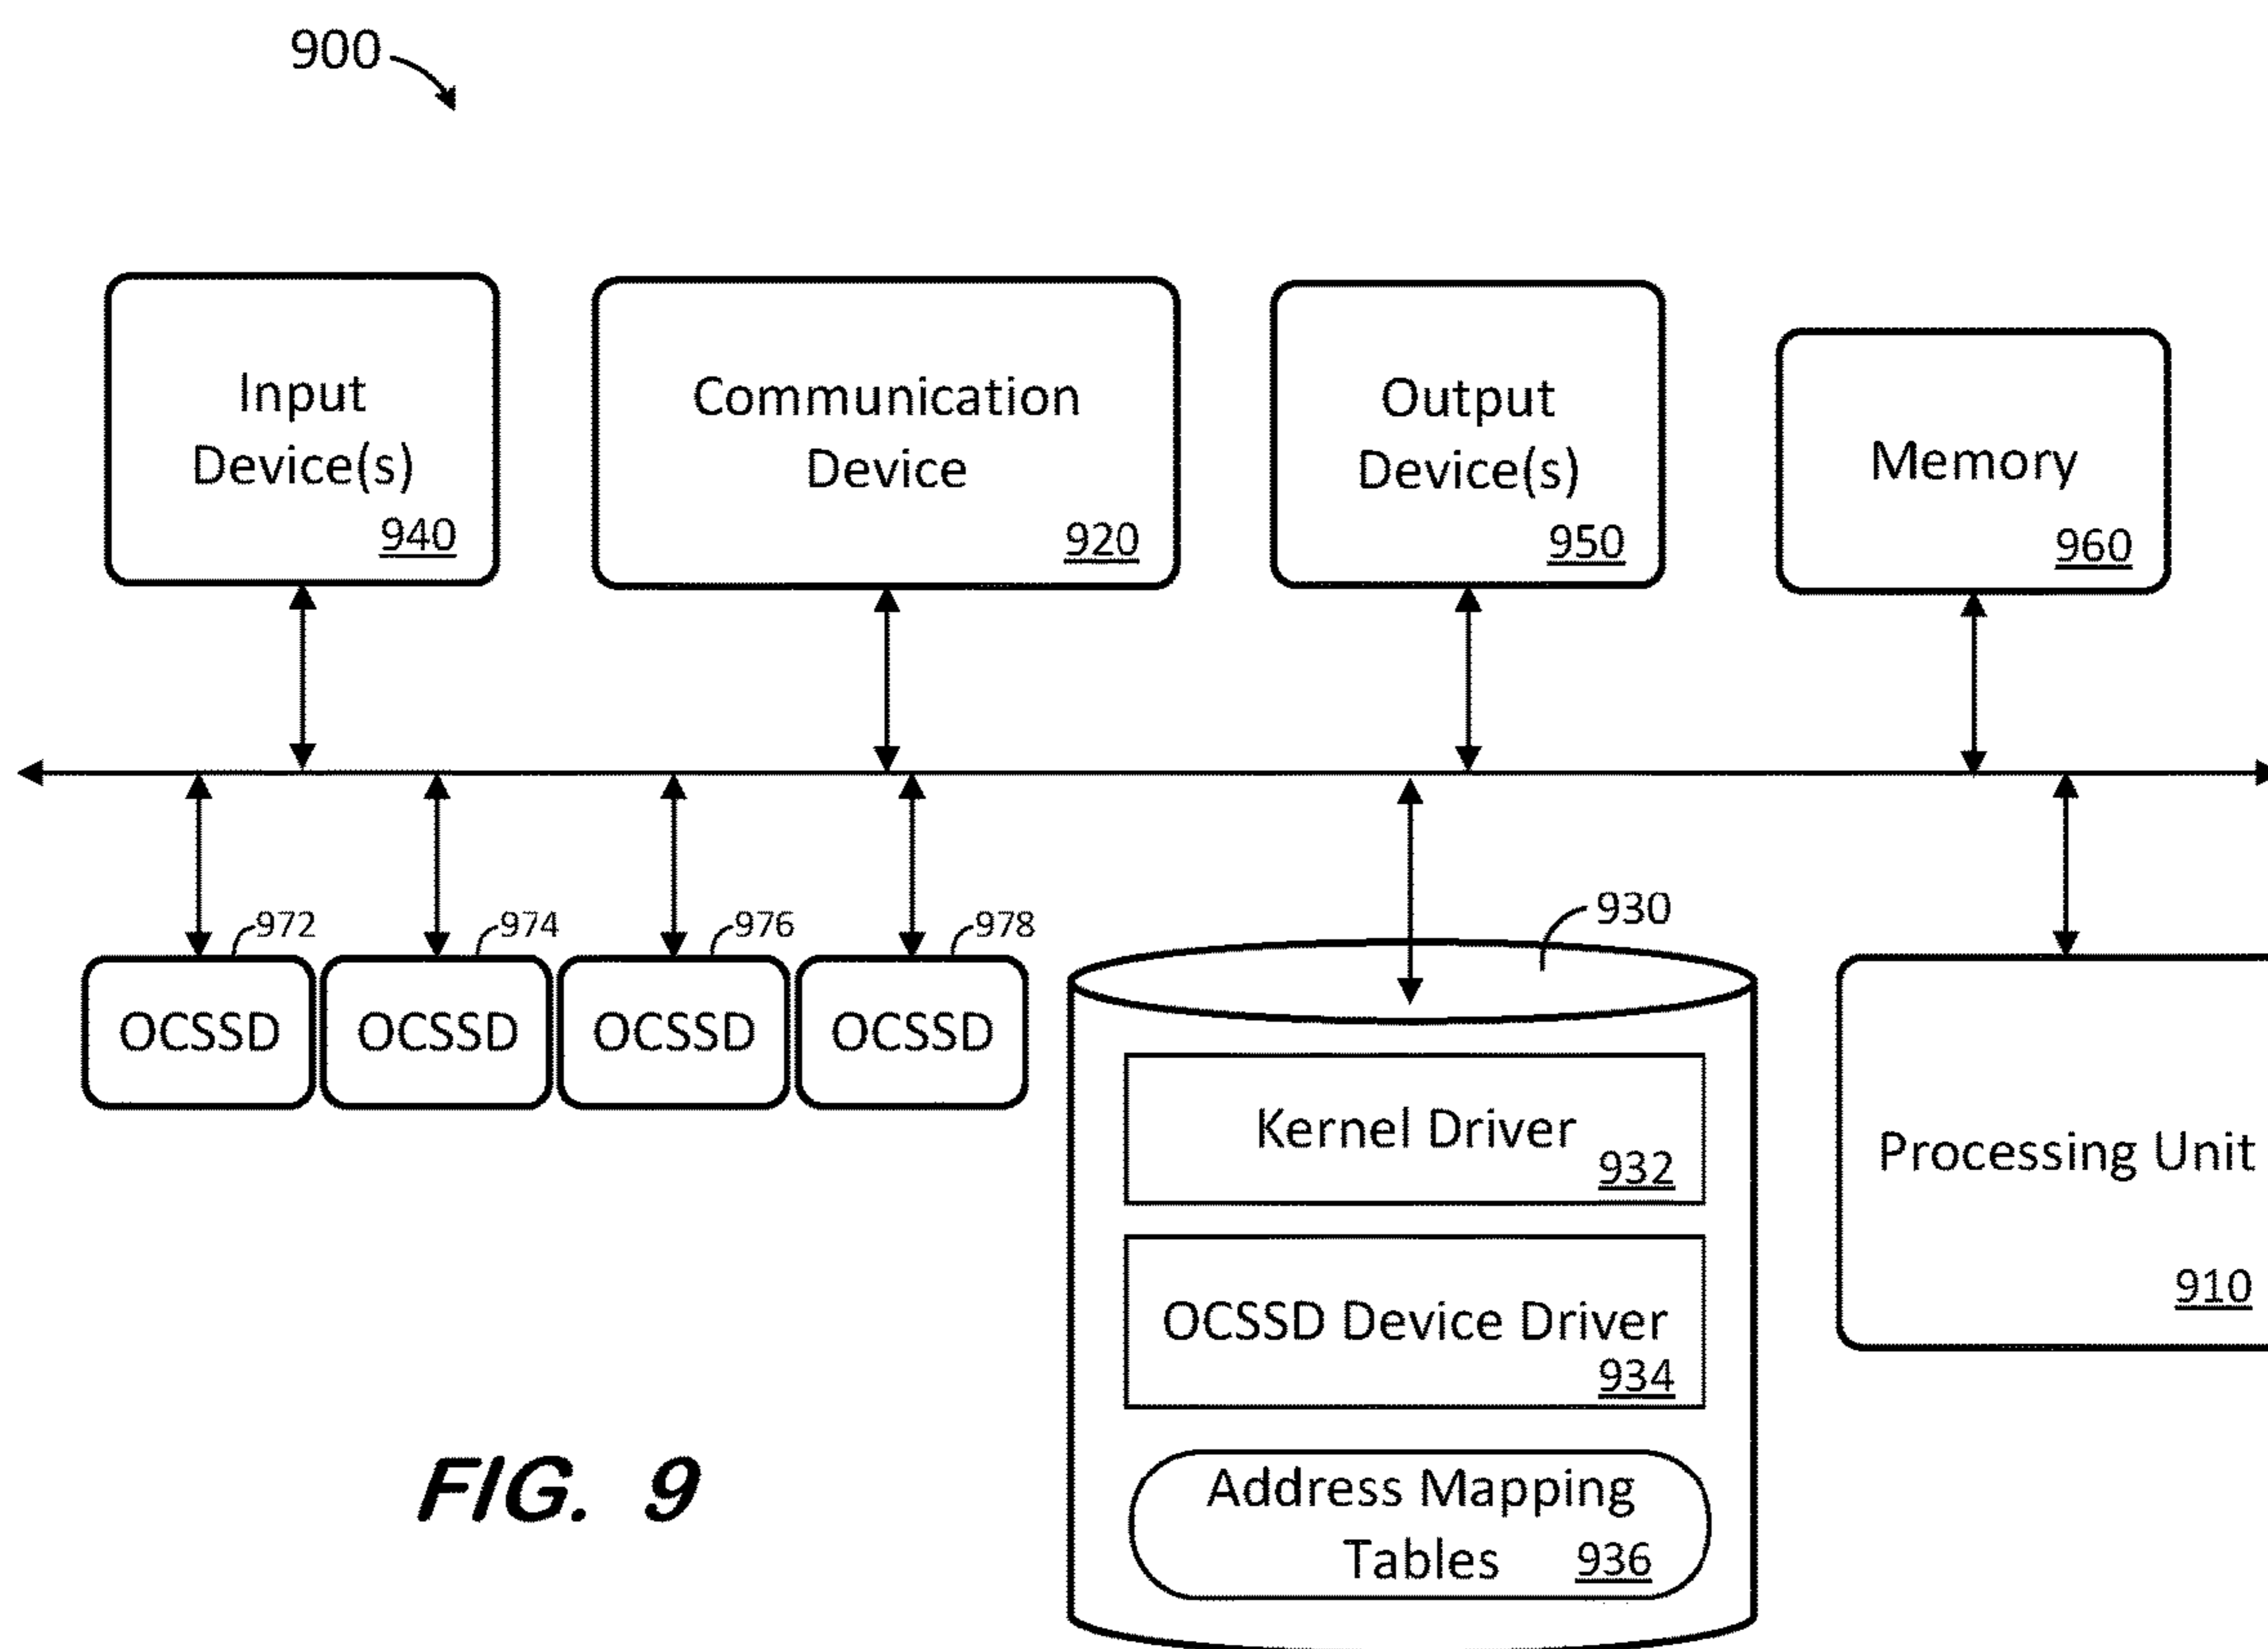 900
Input
Device(s)
940
Communication
Device
920
Output
Device(s)
950
Memory
960
972
974
976
978
930
OCSSD
OCSSD
OCSSD
OCSSD
Kernel Driver
932
OCSSD Device Driver
934
Address Mapping
Tables 936
Processing Unit
910
FIG. 9